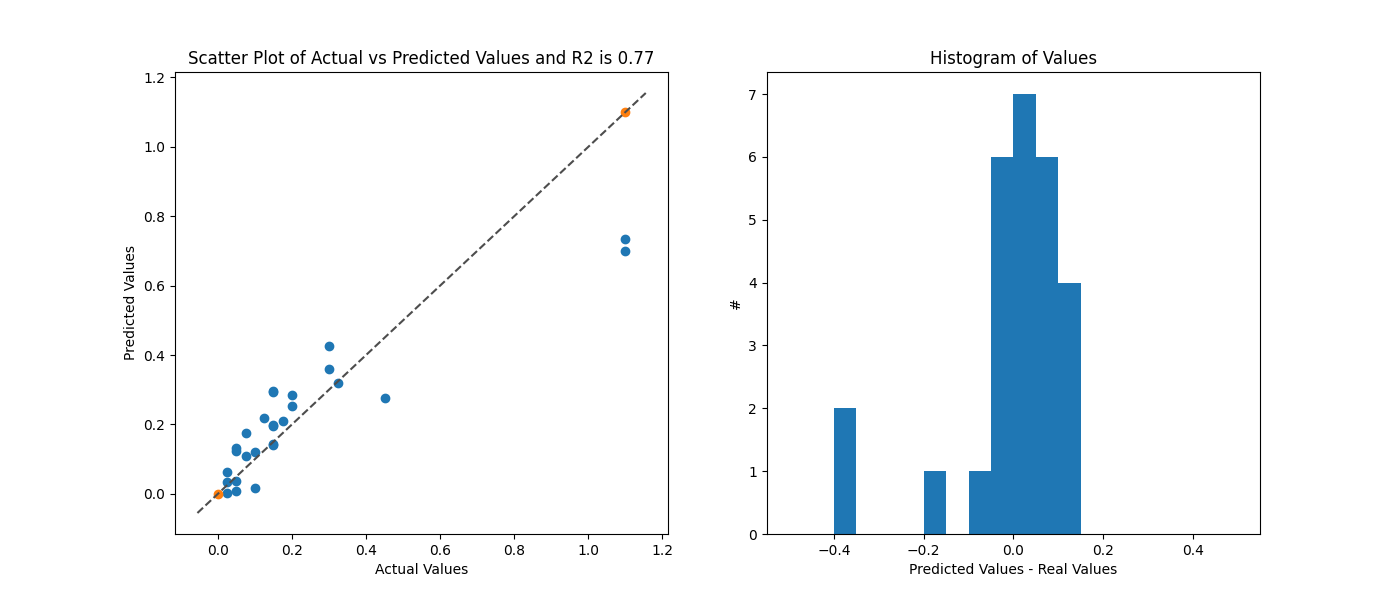 Scatter Plot of Actual vs Predicted Values and R2 is 0.77
1.2
1.0
0.8
0.6
0.4
0.2
0.0
Predicted Values
0.0 0.2 0.4 0.6 0.8 1.0 1.2
Actual Values
Histogram of Values
7
6
5
4
3
2
1
0
#
−0.4 −0.2 0.0 0.2 0.4
Predicted Values - Real Values